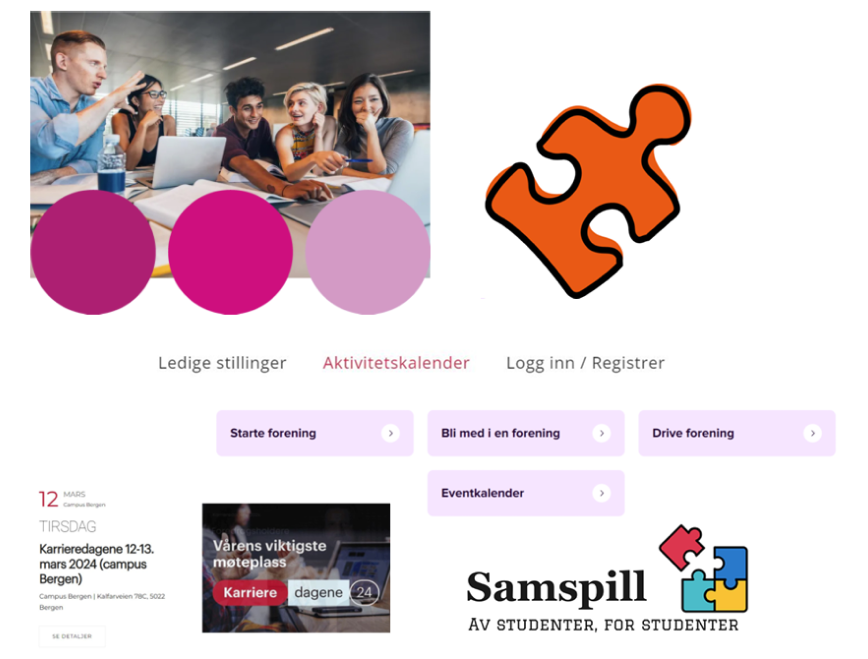 Ledige stillinger
Aktivitetskalender
Logg inn / Registrer
Starte forening
Bli med i en forening
Drive forening
Eventkalender
12
MARS
Campus Bergen
TIRSDAG
Karrieredagene 12-13.
mars 2024 (campus
Bergen)
Campus Bergen | Kalfarveien 78C, 5022
Bergen
SE DETALJER
Vårens viktigste
møteplass
Karriere dagene 24
Samspill
AV STUDENTER, FOR STUDENTER